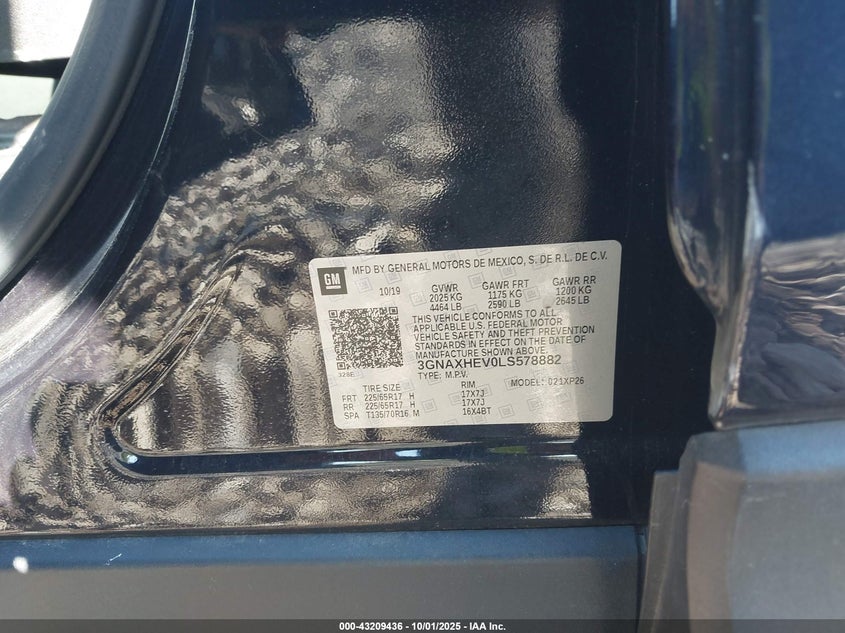 GM
MFD BY GENERAL MOTORS DE MEXICO, S. DE R.L. DE C.V.
10/19 GVWR GAWR FRT GAWR RR
2025 KG 1175 KG 1200 KG
4464 LB 2590 LB 2645 LB
THIS VEHICLE CONFORMS TO ALL
APPLICABLE U.S. FEDERAL MOTOR
VEHICLE SAFETY AND THEFT PREVENTION
STANDARDS IN EFFECT ON THE DATE OF
MANUFACTURE SHOWN ABOVE.
3GNAXHEV0LS578882
TYPE: M.P.V. MODEL:
TIRE SIZE RIM
FRT 225/65R17 H 17X7J
RR 225/65R17 H 17X7J
SPA T135/70R16 M 16X4BT
000-43209436 - 10/01/2025 - IAA Inc.